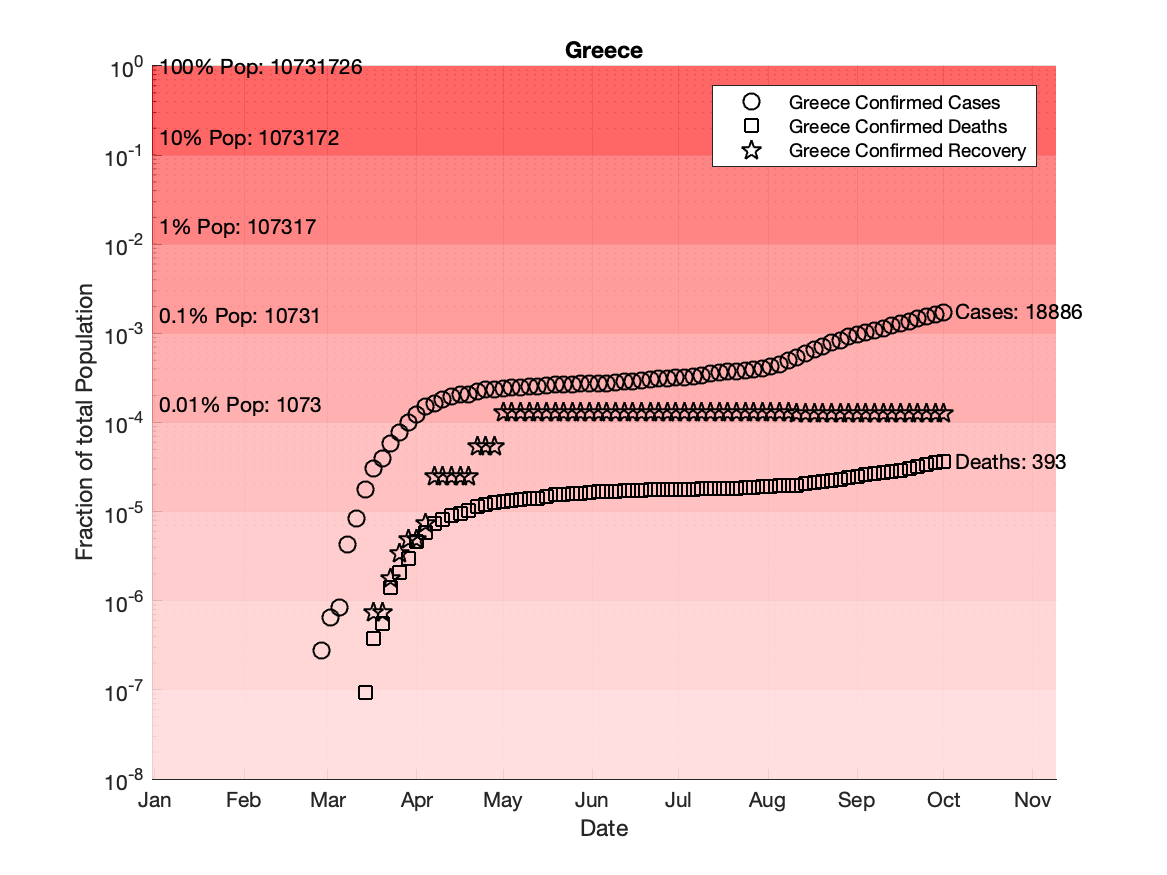 Greece
10^0
100% Pop: 10731726
Greece Confirmed Cases
Greece Confirmed Deaths
Greece Confirmed Recovery
10% Pop: 1073172
10^-1
1% Pop: 107317
10^-2
0.1% Pop: 10731
Cases: 18886
10^-3
0.01% Pop: 1073
10^-4
Deaths: 393
10^-5
10^-6
10^-7
10^-8
Fraction of total Population
Jan Feb Mar Apr May Jun Jul Aug Sep Oct Nov
Date